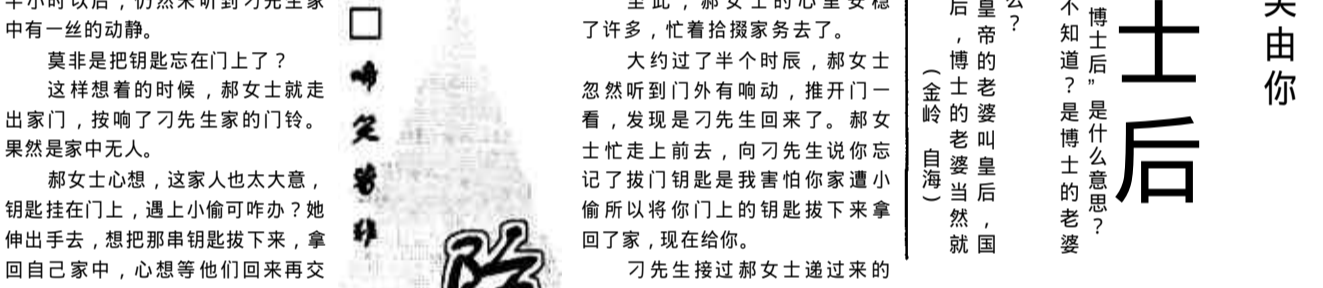 半小时以后，仍然未听到刁先生家
中有一丝的动静。
莫非是把钥匙忘在门上了？
这样想着的时候，郝女士就走
出家门，按响了刁先生家的门铃。
果然是家中无人。
郝女士心想，这家人也太大意，
钥匙挂在门上，遇上小偷可咋办？她
伸出手去，想把那串钥匙拔下来，拿
回自己家中，心想等他们回来再交
至此，郝女士的心里安稳
了许多，忙着拾掇家务去了。
大约过了半个时辰，郝女士
忽然听到门外有响动，推开门一
看，发现是刁先生回来了。郝女
士忙走上前去，向刁先生说你忘
记了拔门钥匙是我害怕你家遭小
偷所以将你门上的钥匙拔下来拿
回了家，现在给你。
刁先生接过郝女士递过来的
由你
士后
博士后”是什么意思？
不知道？是博士的老婆
么？
皇帝的老婆叫皇后，国
后，博士的老婆当然就
（金岭 自海）